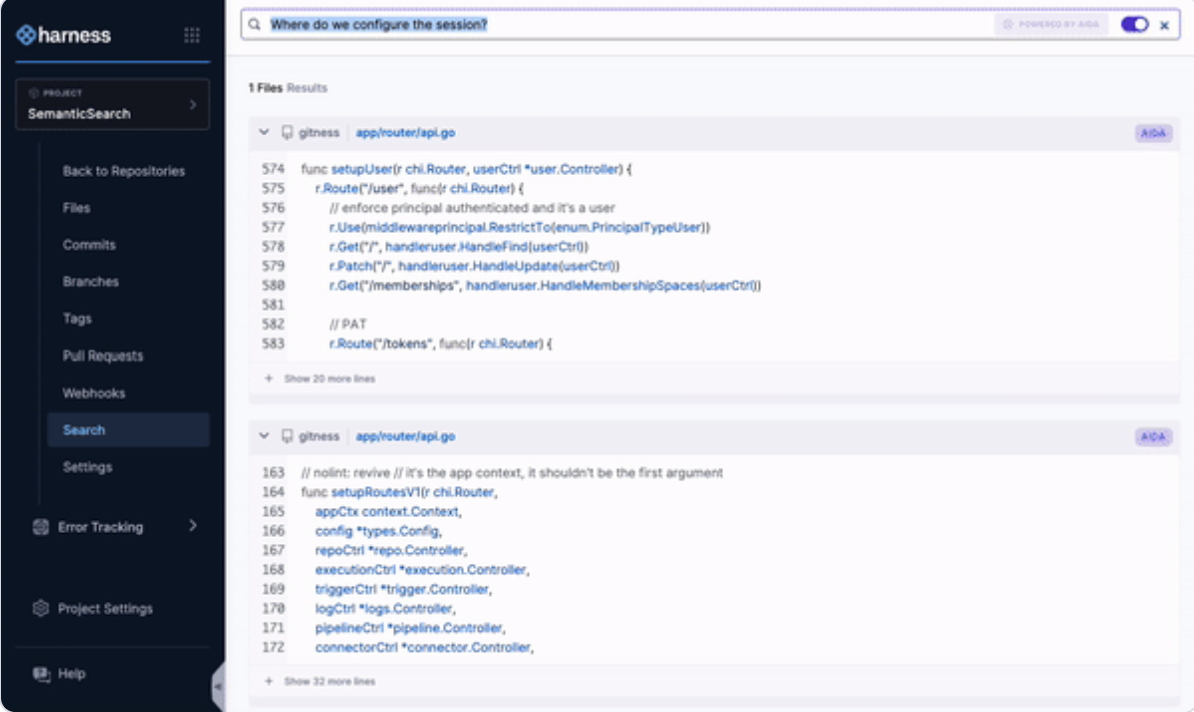 harness
PROJECT
SemanticSearch
Back to Repositories
Files
Commits
Branches
Tags
Pull Requests
Webhooks
Search
Settings
Error Tracking
Project Settings
Help
Where do we configure the session?
POWERED BY AIDA
1 Files Results
gitness app/router/api.go AIDA
574 func setupUser(r chi.Router, userCtrl *user.Controller) {
575 r.Route("/user", func(r chi.Router) {
576 // enforce principal authenticated and it's a user
577 r.Use(middlewareprincipal.RestrictTo(enum.PrincipalTypeUser))
578 r.Get("/", handleruser.HandleFind(userCtrl))
579 r.Patch("/", handleruser.HandleUpdate(userCtrl))
580 r.Get("/memberships", handleruser.HandleMembershipSpaces(userCtrl))
581
582 // PAT
583 r.Route("/tokens", func(r chi.Router) {
+ Show 20 more lines
gitness app/router/api.go AIDA
163 // nolint: revive // it's the app context, it shouldn't be the first argument
164 func setupRoutesV1(r chi.Router,
165 appCtx context.Context,
166 config *types.Config,
167 repoCtrl *repo.Controller,
168 executionCtrl *execution.Controller,
169 triggerCtrl *trigger.Controller,
170 logCtrl *logs.Controller,
171 pipelineCtrl *pipeline.Controller,
172 connectorCtrl *connector.Controller,
+ Show 32 more lines